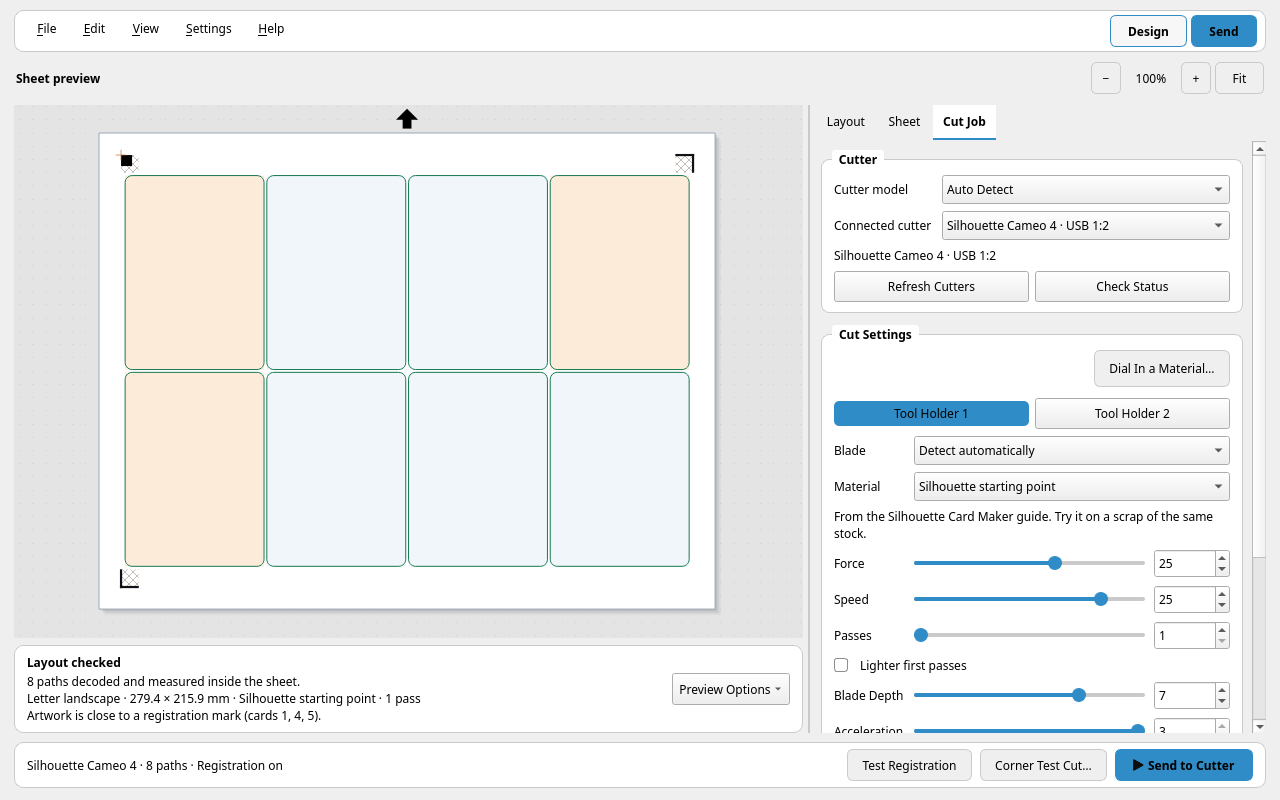 File Edit View Settings Help Design Send
Sheet preview − 100% + Fit
Layout Sheet Cut Job
Cutter
Cutter model Auto Detect
Connected cutter Silhouette Cameo 4 · USB 1:2
Silhouette Cameo 4 · USB 1:2
Refresh Cutters Check Status
Cut Settings
Dial In a Material...
Tool Holder 1 Tool Holder 2
Blade Detect automatically
Material Silhouette starting point
From the Silhouette Card Maker guide. Try it on a scrap of the same
stock.
Force 25
Speed 25
Passes 1
Lighter first passes
Blade Depth 7
Acceleration 3
Layout checked
8 paths decoded and measured inside the sheet.
Letter landscape · 279.4 × 215.9 mm · Silhouette starting point · 1 pass
Artwork is close to a registration mark (cards 1, 4, 5).
Preview Options
Silhouette Cameo 4 · 8 paths · Registration on Test Registration Corner Test Cut... Send to Cutter